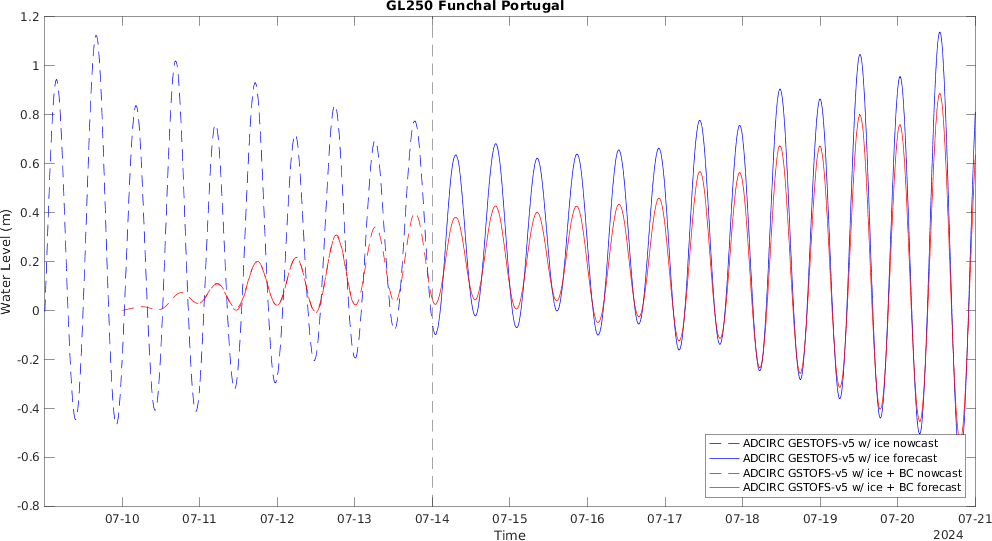 GL250 Funchal Portugal
1.2
1
0.8
0.6
0.4
0.2
0
-0.2
-0.4
-0.6
-0.8
Water Level (m)
ADCIRC GESTOFS-v5 w/ ice nowcast
ADCIRC GESTOFS-v5 w/ ice forecast
ADCIRC GSTOFS-v5 w/ ice + BC nowcast
ADCIRC GSTOFS-v5 w/ ice + BC forecast
07-10 07-11 07-12 07-13 07-14 07-15 07-16 07-17 07-18 07-19 07-20 07-21
Time
2024